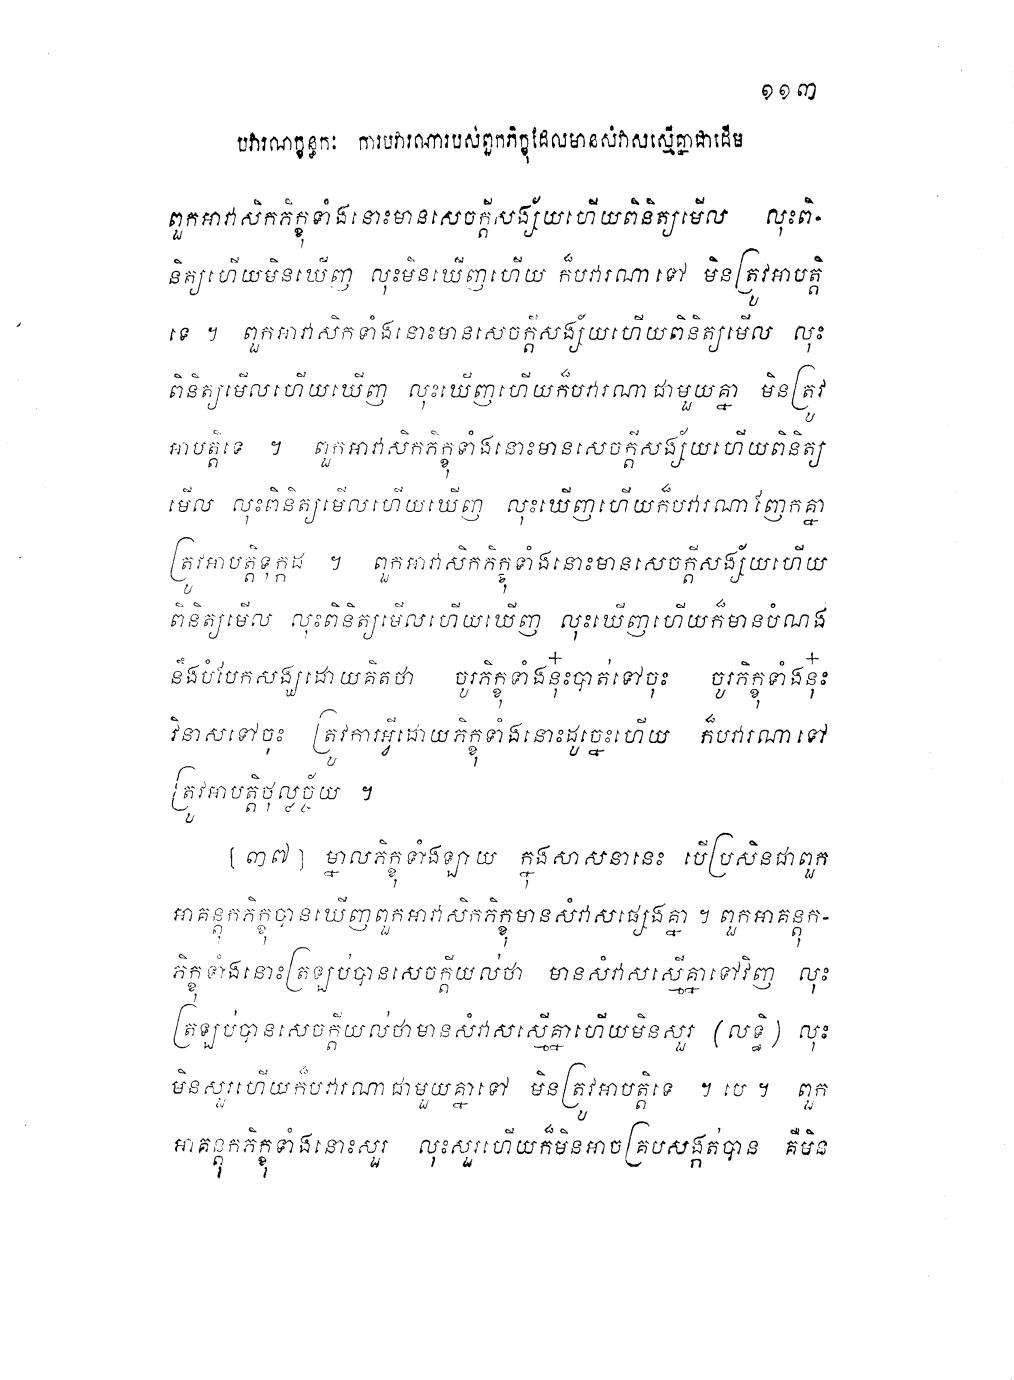 ១១៣
បវារណក្ខន្ធកៈ ការបវារណារបស់ពួកភិក្ខុដែលមានសំវាសស្មើគ្នាជាដើម
ពួកអាវាសិកភិក្ខុទាំងនោះមានសេចក្តីសង្ស័យហើយពិនិត្យមើល លុះពិ-
និត្យហើយមិនឃើញ លុះមិនឃើញហើយ ក៏បវារណាទៅ មិនត្រូវអាបត្តិ
ទេ ។ ពួកអាវាសិកទាំងនោះមានសេចក្តីសង្ស័យហើយពិនិត្យមើល លុះ
ពិនិត្យមើលហើយឃើញ លុះឃើញហើយក៏បវារណាជាមួយគ្នា មិនត្រូវ
អាបត្តិទេ ។ ពួកអាវាសិកភិក្ខុទាំងនោះមានសេចក្តីសង្ស័យហើយពិនិត្យ
មើល លុះពិនិត្យមើលហើយឃើញ លុះឃើញហើយក៏បវារណាញែកគ្នា
ត្រូវអាបត្តិទុក្កដ ។ ពួកអាវាសិកភិក្ខុទាំងនោះមានសេចក្តីសង្ស័យហើយ
ពិនិត្យមើល លុះពិនិត្យមើលហើយឃើញ លុះឃើញហើយក៏មានបំណង
នឹងបំបែកសង្ឃដោយគិតថា ចូរភិក្ខុទាំងនុ៎ះបាត់ទៅចុះ ចូរភិក្ខុទាំងនុ៎ះ
វិនាសទៅចុះ ត្រូវការអ្វីដោយភិក្ខុទាំងនោះដូច្នេះហើយ ក៏បវារណាទៅ
ត្រូវអាបត្តិថុល្លច្ច័យ ។
[៣៧] ម្នាលភិក្ខុទាំងឡាយ ក្នុងសាសនានេះ បើប្រសិនជាពួក
អាគន្តុកភិក្ខុបានឃើញពួកអាវាសិកភិក្ខុមានសំវាសផ្សេងគ្នា ។ ពួកអាគន្តុក-
ភិក្ខុទាំងនោះត្រឡប់បានសេចក្តីយល់ថា មានសំវាសស្មើគ្នាទៅវិញ លុះ
ត្រឡប់បានសេចក្តីយល់ថាមានសំវាសស្មើគ្នាហើយមិនសួរ (លទ្ធិ) លុះ
មិនសួរហើយក៏បវារណាជាមួយគ្នាទៅ មិនត្រូវអាបត្តិទេ ។ បេ ។ ពួក
អាគន្តុកភិក្ខុទាំងនោះសួរ លុះសួរហើយក៏មិនអាចគ្របសង្កត់បាន គឺមិន